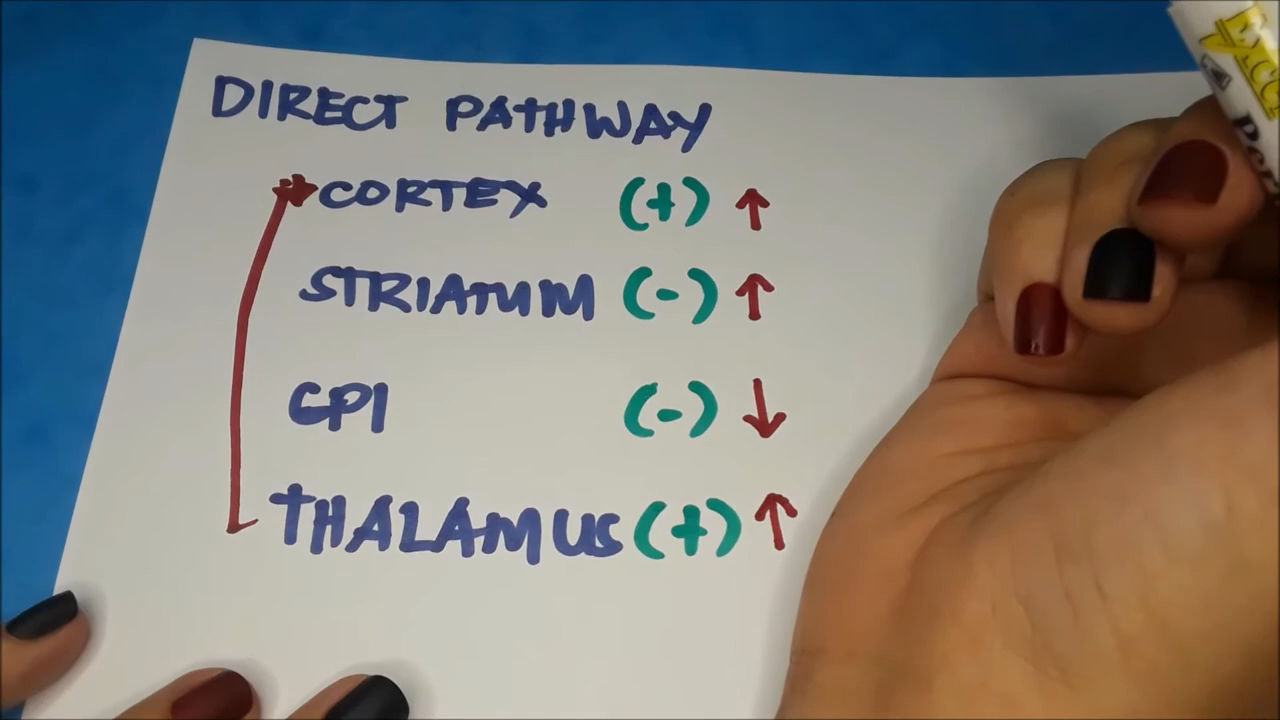 DIRECT PATHWAY
CORTEX (+) ↑
STRIATUM (-) ↑
GPI (-) ↓
THALAMUS (+) ↑